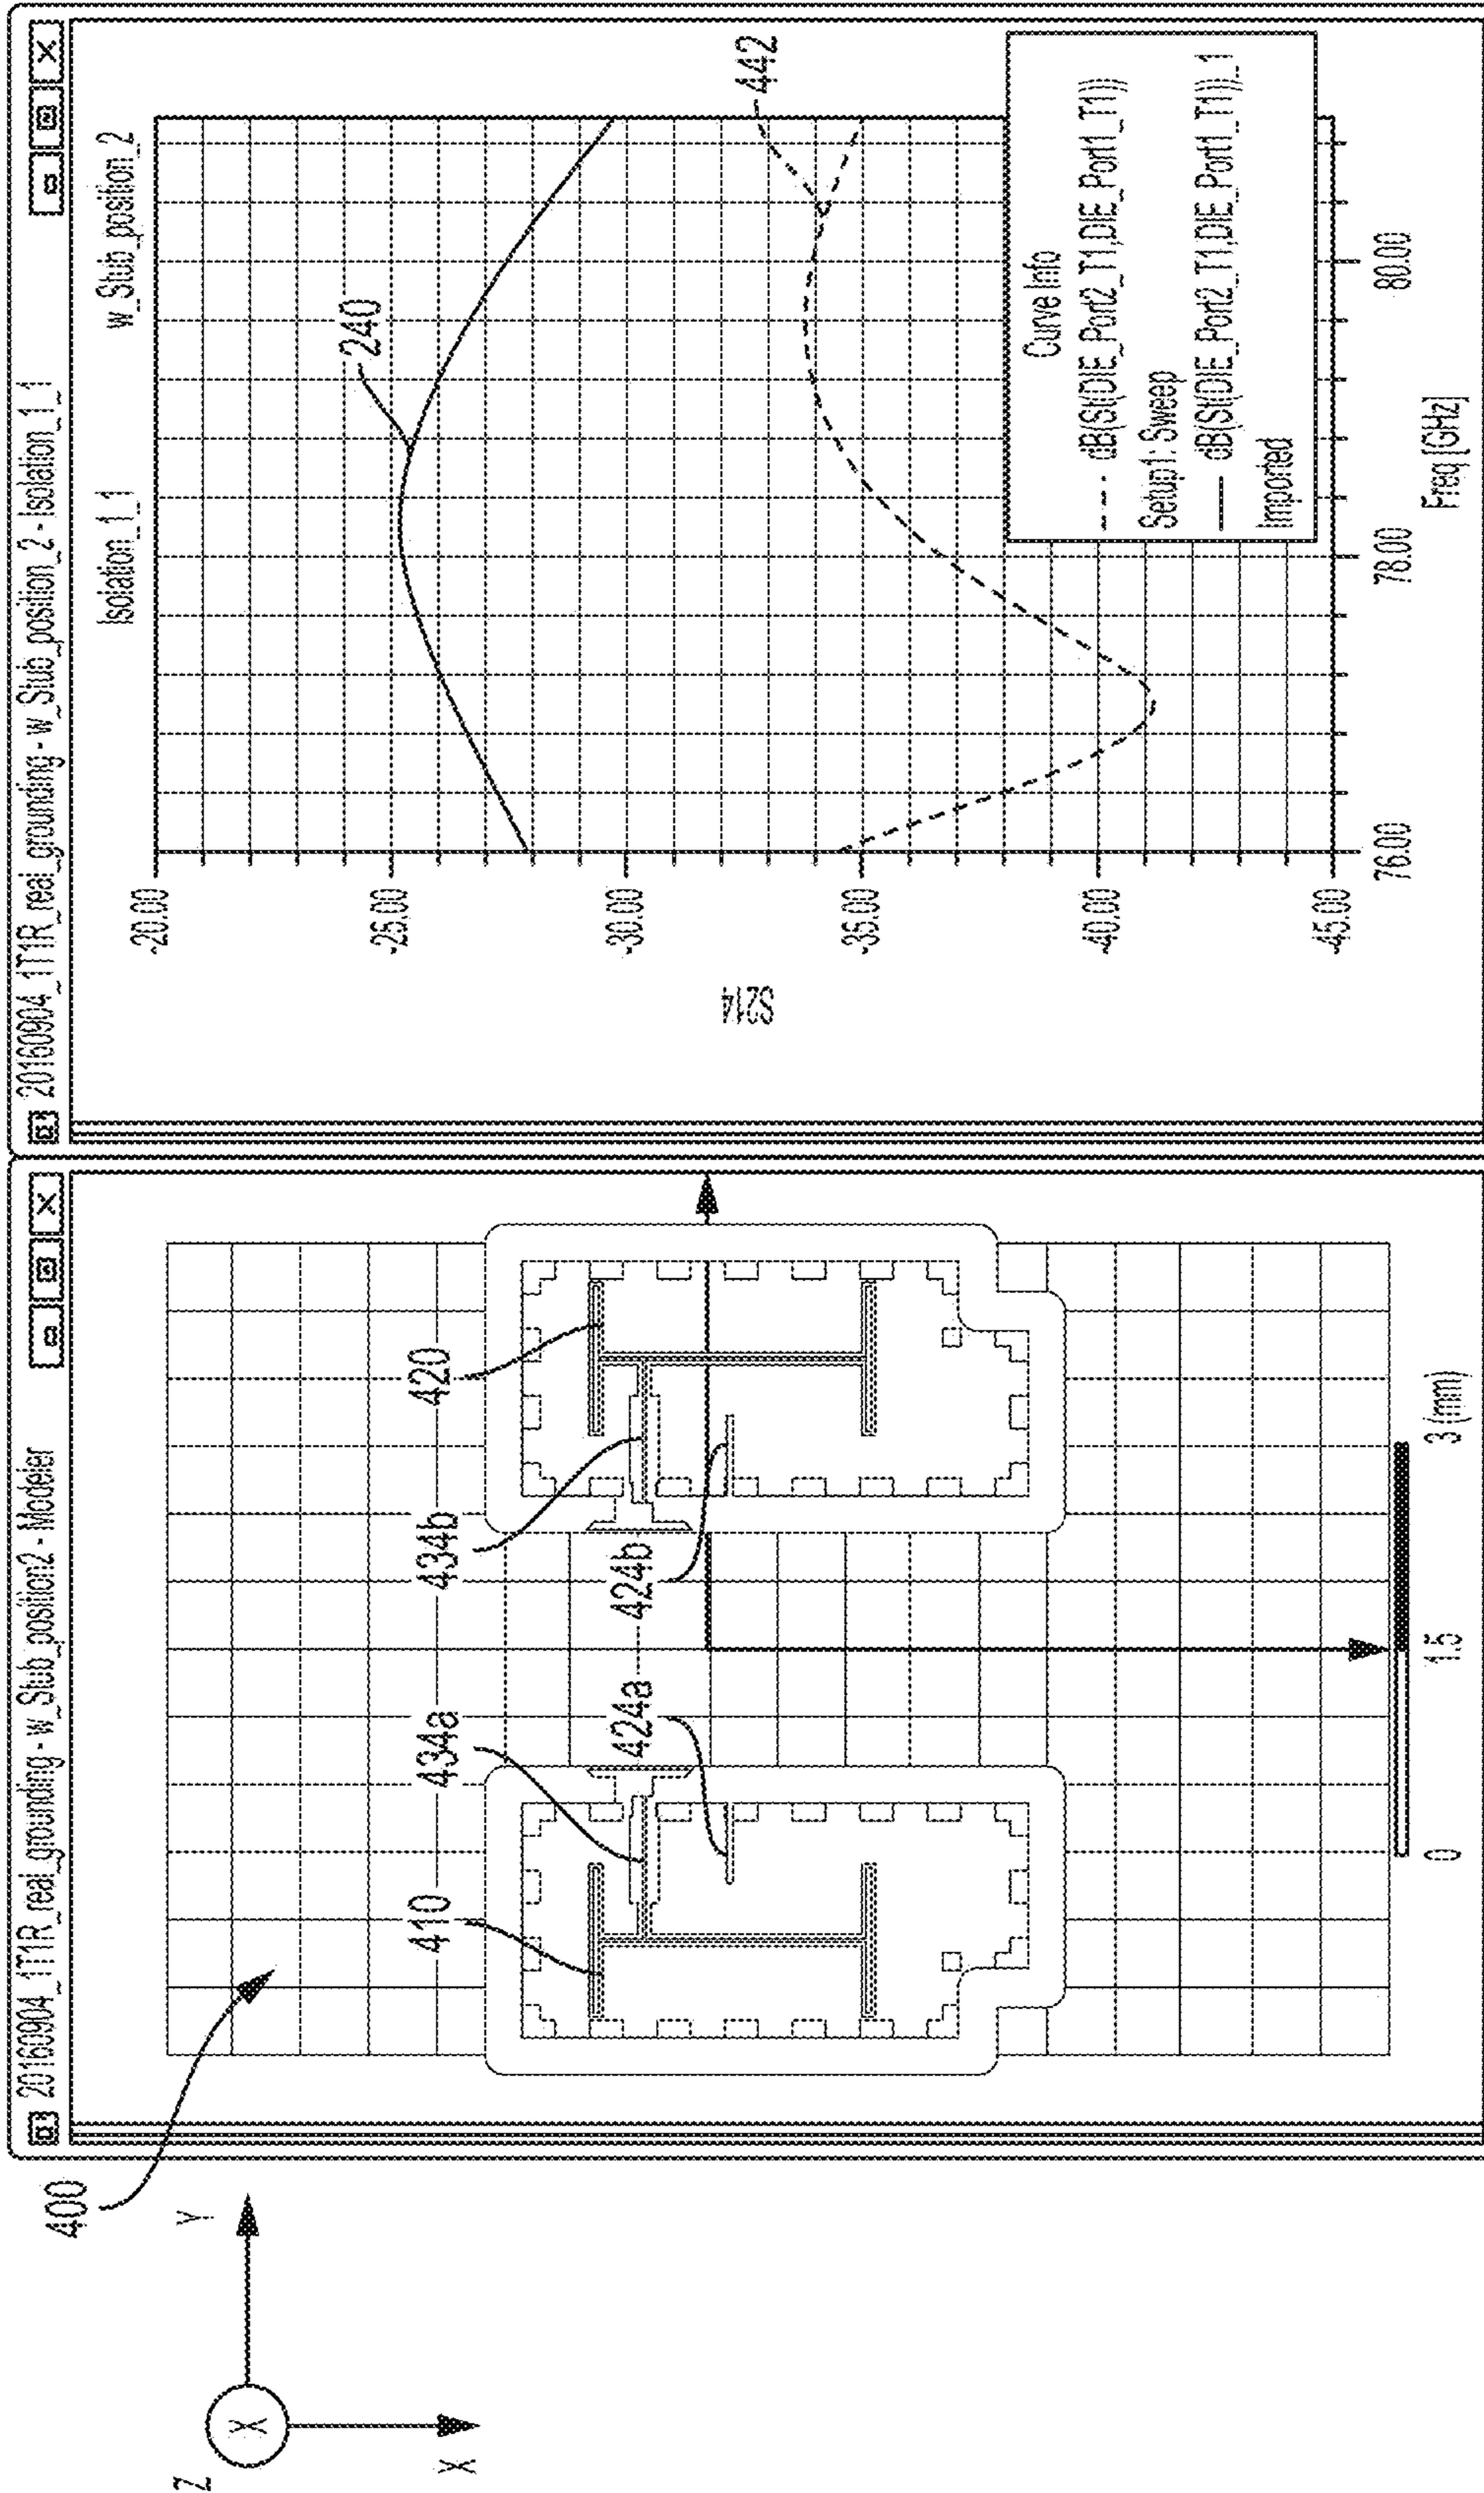 400
Z
X
Y
X
20160904_1T1R_real_grounding - w_Stub_position2 - Modeler
410
434a
424a
424b
434b
420
0
1.5
3 (mm)
20160904_1T1R_real_grounding - w_Stub_position_2 - Isolation_1_1
Isolation_1_1
w_Stub_position_2
240
442
-20.00
-25.00
-30.00
-35.00
-40.00
-45.00
S214
76.00
78.00
80.00
Freq [GHz]
Curve Info
dB(St(DIE_Port2_T1,DIE_Port1_T1))
Setup1: Sweep
dB(St(DIE_Port2_T1,DIE_Port1_T1))_1
Imported